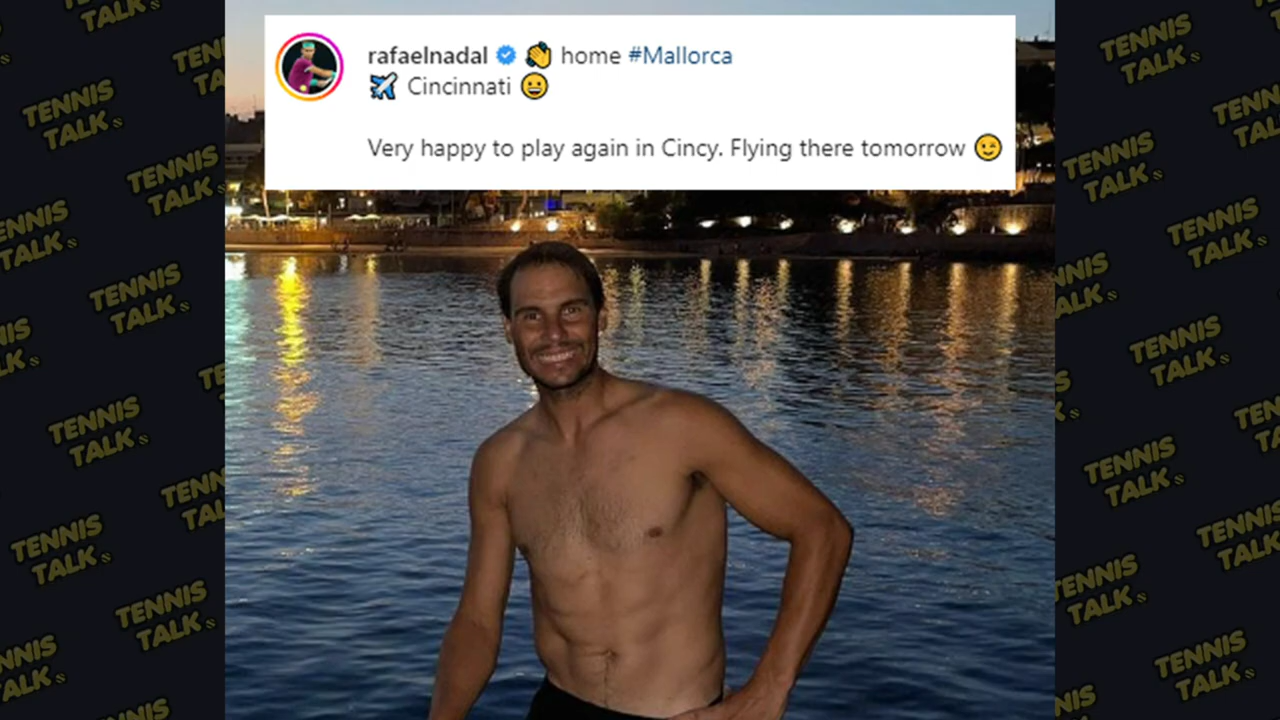 rafaelnadal 👏 home #Mallorca
✈️ Cincinnati 😀
Very happy to play again in Cincy. Flying there tomorrow 😉
TENNIS
TALK